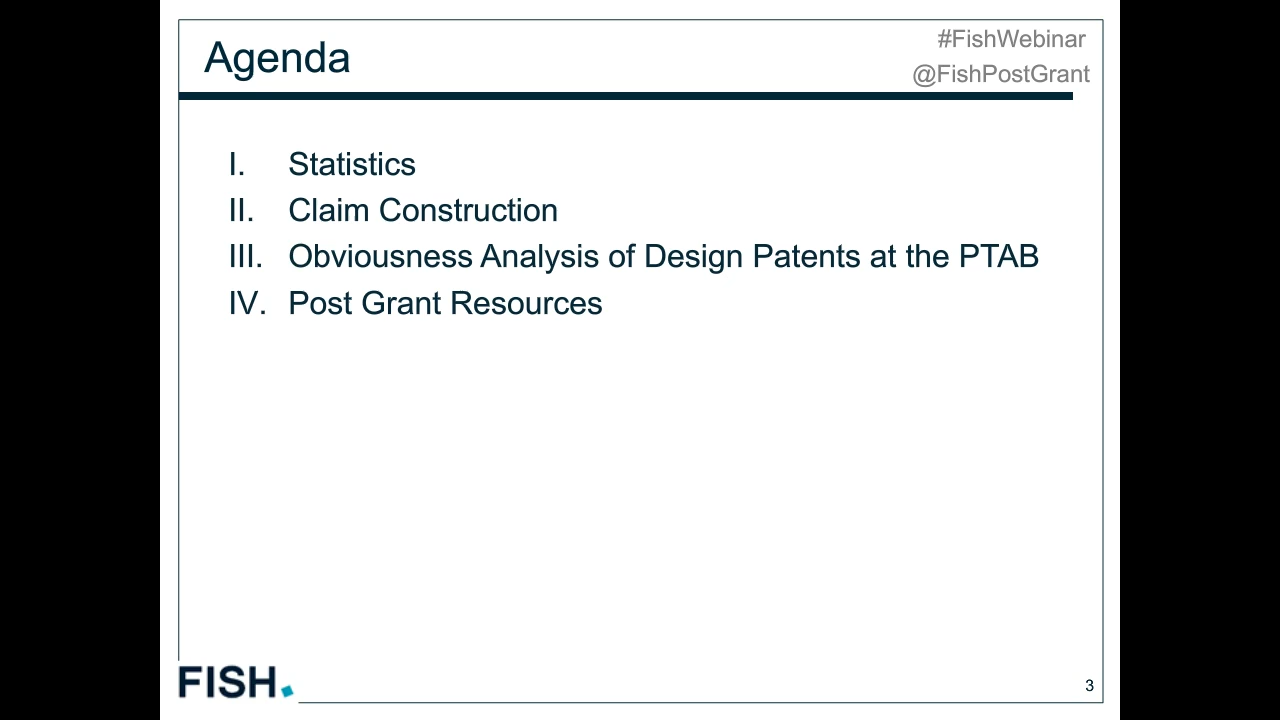 Agenda
#FishWebinar
@FishPostGrant
I. Statistics
II. Claim Construction
III. Obviousness Analysis of Design Patents at the PTAB
IV. Post Grant Resources
FISH.
3